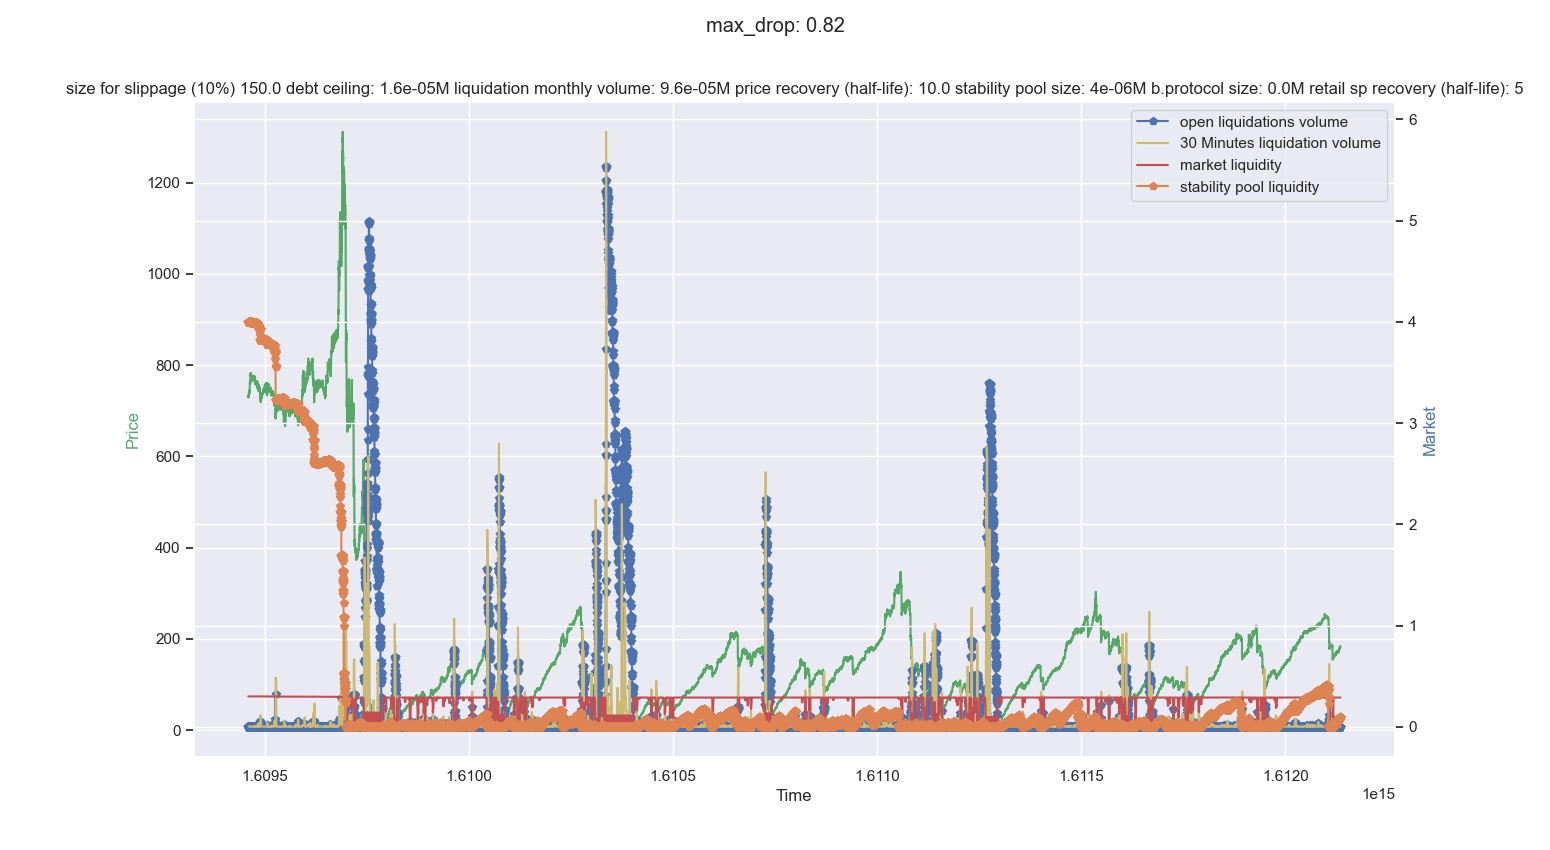 max_drop: 0.82
size for slippage (10%) 150.0 debt ceiling: 1.6e-05M liquidation monthly volume: 9.6e-05M price recovery (half-life): 10.0 stability pool size: 4e-06M b.protocol size: 0.0M retail sp recovery (half-life): 5
open liquidations volume
30 Minutes liquidation volume
market liquidity
stability pool liquidity
1200
1000
800
600
400
200
0
Price
6
5
4
3
2
1
0
Market
1.6095 1.6100 1.6105 1.6110 1.6115 1.6120
Time
1e15